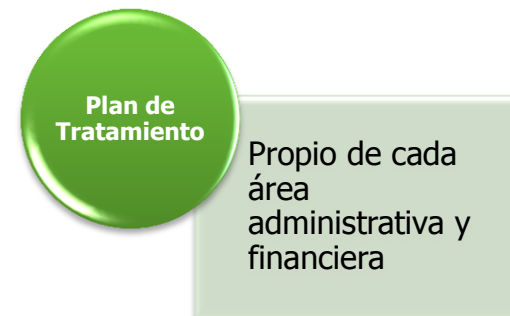 Plan de
Tratamiento
Propio de cada
área
administrativa y
financiera